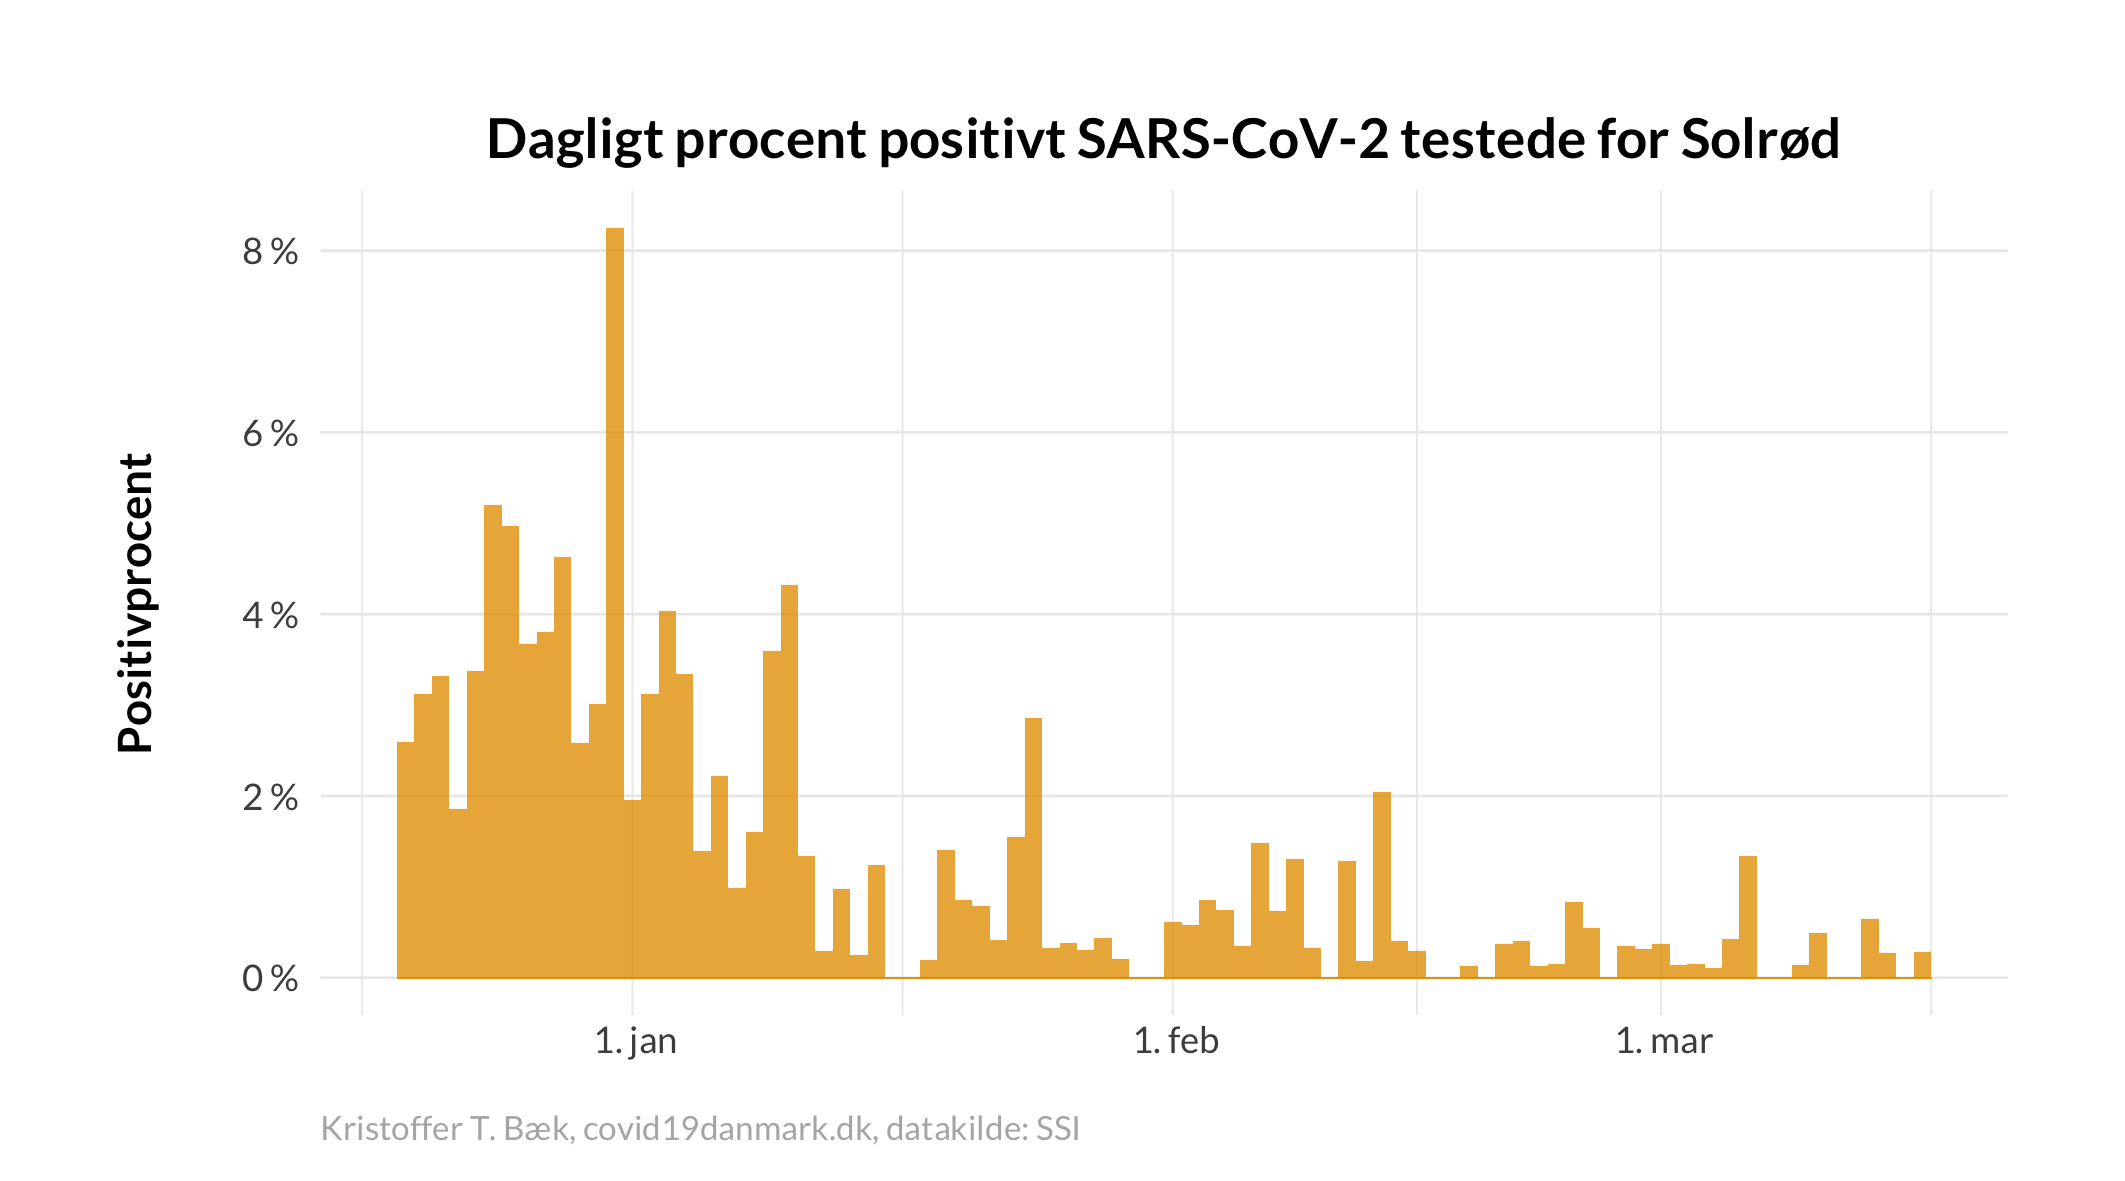 Dagligt procent positivt SARS-CoV-2 testede for Solrød
Positivprocent
8 %
6 %
4 %
2 %
0 %
1. jan
1. feb
1. mar
Kristoffer T. Bæk, covid19danmark.dk, datakilde: SSI